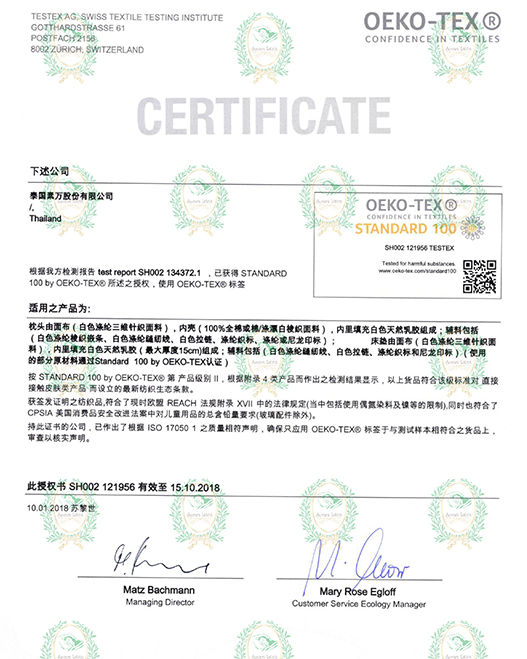 TESTEX AG, SWISS TEXTILE TESTING INSTITUTE
GOTTHARDSTRASSE 61
POSTFACH 2156
8002 ZÜRICH, SWITZERLAND
OEKO-TEX®
CONFIDENCE IN TEXTILES
CERTIFICATE
下述公司
泰国素万股份有限公司
/,
Thailand
OEKO-TEX®
CONFIDENCE IN TEXTILES
STANDARD 100
SH002 121956 TESTEX
Tested for harmful substances.
www.oeko-tex.com/standard100
根据我方检测报告 test report SH002 134372.1 ，已获得 STANDARD
100 by OEKO-TEX® 所述之授权，使用 OEKO-TEX® 标签
适用之产品为:
枕头由面布（白色涤纶三维针织面料），内壳（100%全棉或棉/涤漂白梭织面料），内里填充白色天然乳胶组成；辅料包括
（白色涤纶梭织嵌条、白色涤纶缝纫线、白色拉链、涤纶织标、涤纶或尼龙印标）； 床垫由面布（白色涤纶三维针织面
料），内里填充白色天然乳胶（最大厚度15cm)组成；辅料包括（白色涤纶缝纫线、白色拉链、涤纶织标和尼龙印标）（使用
的部分原材料通过Standard 100 by OEKO-TEX认证）
按 STANDARD 100 by OEKO-TEX® 第 产品级别 II，根据附录 4 类产品而作出之检测结果显示，以上货品符合该级标准对 直接
接触皮肤类产品 而设立的最新纺织生态条款。
获签发证明之纺织品,符合了现时欧盟 REACH 法规附录 XVII 中的法律规定(当中包括使用偶氮染料及镍等的限制),同时也符合了
CPSIA 美国消费品安全改进法案中对儿童用品的总含铅量要求(玻璃配件除外)。
持此证书的公司，已作出了根据 ISO 17050 1 之质量相符声明，确保只应用 OEKO-TEX® 标签于与测试样本相符合之货品上，
审查以核实声明。
此授权书 SH002 121956 有效至 15.10.2018
10.01.2018 苏黎世
Matz Bachmann
Managing Director
Mary Rose Egloff
Customer Service Ecology Manager